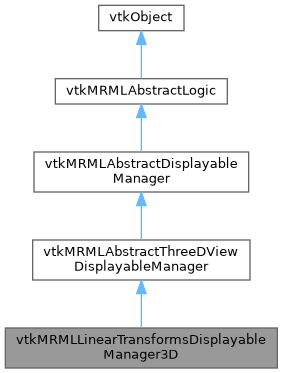 vtkObject
vtkMRMLAbstractLogic
vtkMRMLAbstractDisplayable
Manager
vtkMRMLAbstractThreeDView
DisplayableManager
vtkMRMLLinearTransformsDisplayable
Manager3D